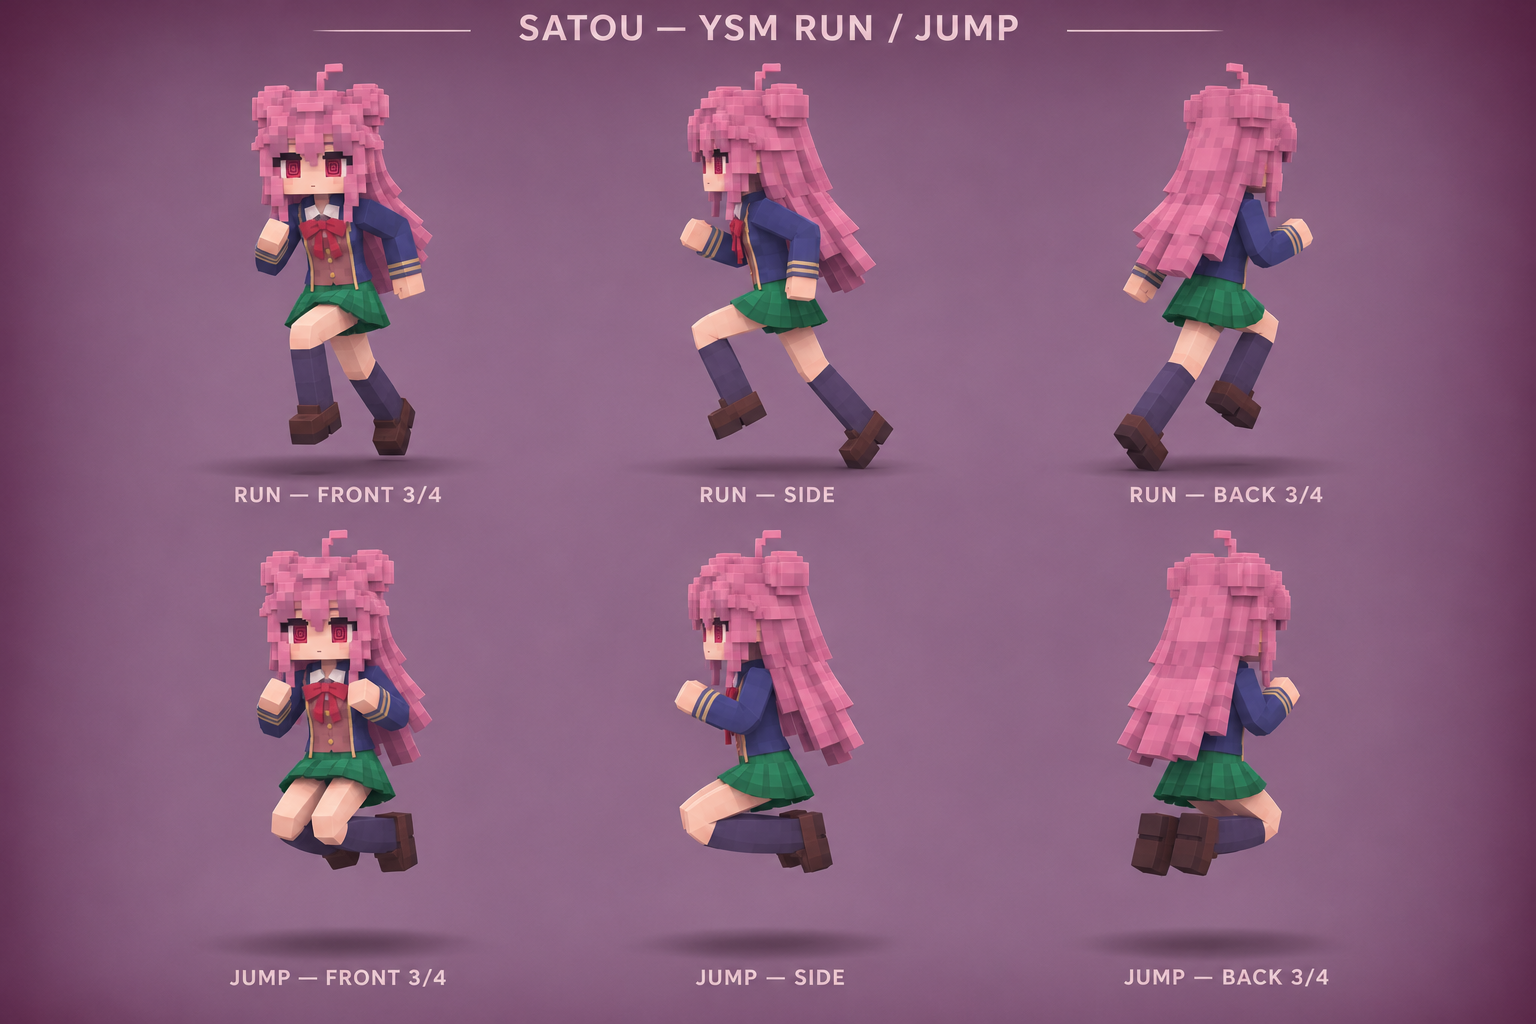 SATOU — YSM RUN / JUMP
RUN — FRONT 3/4
RUN — SIDE
RUN — BACK 3/4
JUMP — FRONT 3/4
JUMP — SIDE
JUMP — BACK 3/4